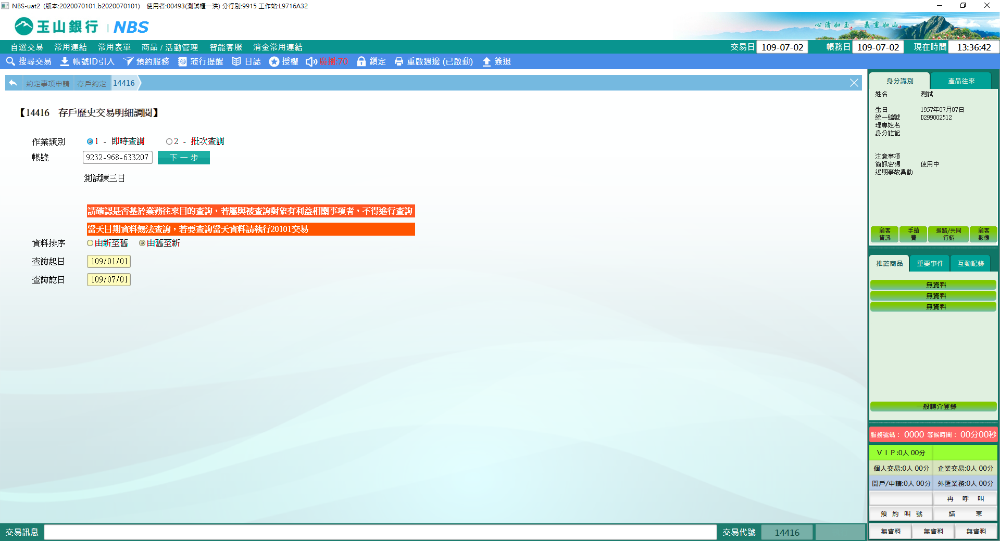 NBS-uat2 (版本:2020070101.b2020070101) 使用者:00493(測試櫃一洪) 分行別:9915 工作站:L9716A32
玉山銀行 | NBS
心清如玉。 義重如山。
自選交易 常用連結 常用表單 商品 / 活動管理 智能客服 消金常用連結 交易日 109-07-02 帳務日 109-07-02 現在時間 13:36:42
搜尋交易 帳號ID引入 預約服務 蒞行提醒 日誌 授權 廣播:70 鎖定 重啟週邊 (已啟動) 簽退
約定事項申請 存戶約定 14416
【14416 存戶歷史交易明細調閱】
作業類別 1 - 即時查調 2 - 批次查調
帳號 9232-968-633207 下一步
測試陳三日
請確認是否基於業務往來目的查詢，若屬與被查詢對象有利益相關事項者，不得進行查詢
當天日期資料無法查詢，若要查詢當天資料請執行20101交易
資料排序 由新至舊 由舊至新
查詢起日 109/01/01
查詢訖日 109/07/01
身分識別 產品往來
姓名 測試
生日 1957年07月07日
統一編號 D299002512
理專姓名
身分註記
注意事項
簡訊密碼 使用中
近期事故異動
顧客資訊 手續費 通路/共同行銷 顧客影像
推薦商品 重要事件 互動記錄
無資料
無資料
無資料
一般轉介登錄
服務號碼： 0000 等候時間： 00分00秒
ＶＩＰ:0人 00分
個人交易:0人 00分 企業交易:0人 00分
開戶/申請:0人 00分 外匯業務:0人 00分
再 呼 叫
預 約 叫 號 結 束
無資料 無資料 無資料
交易訊息 交易代號 14416